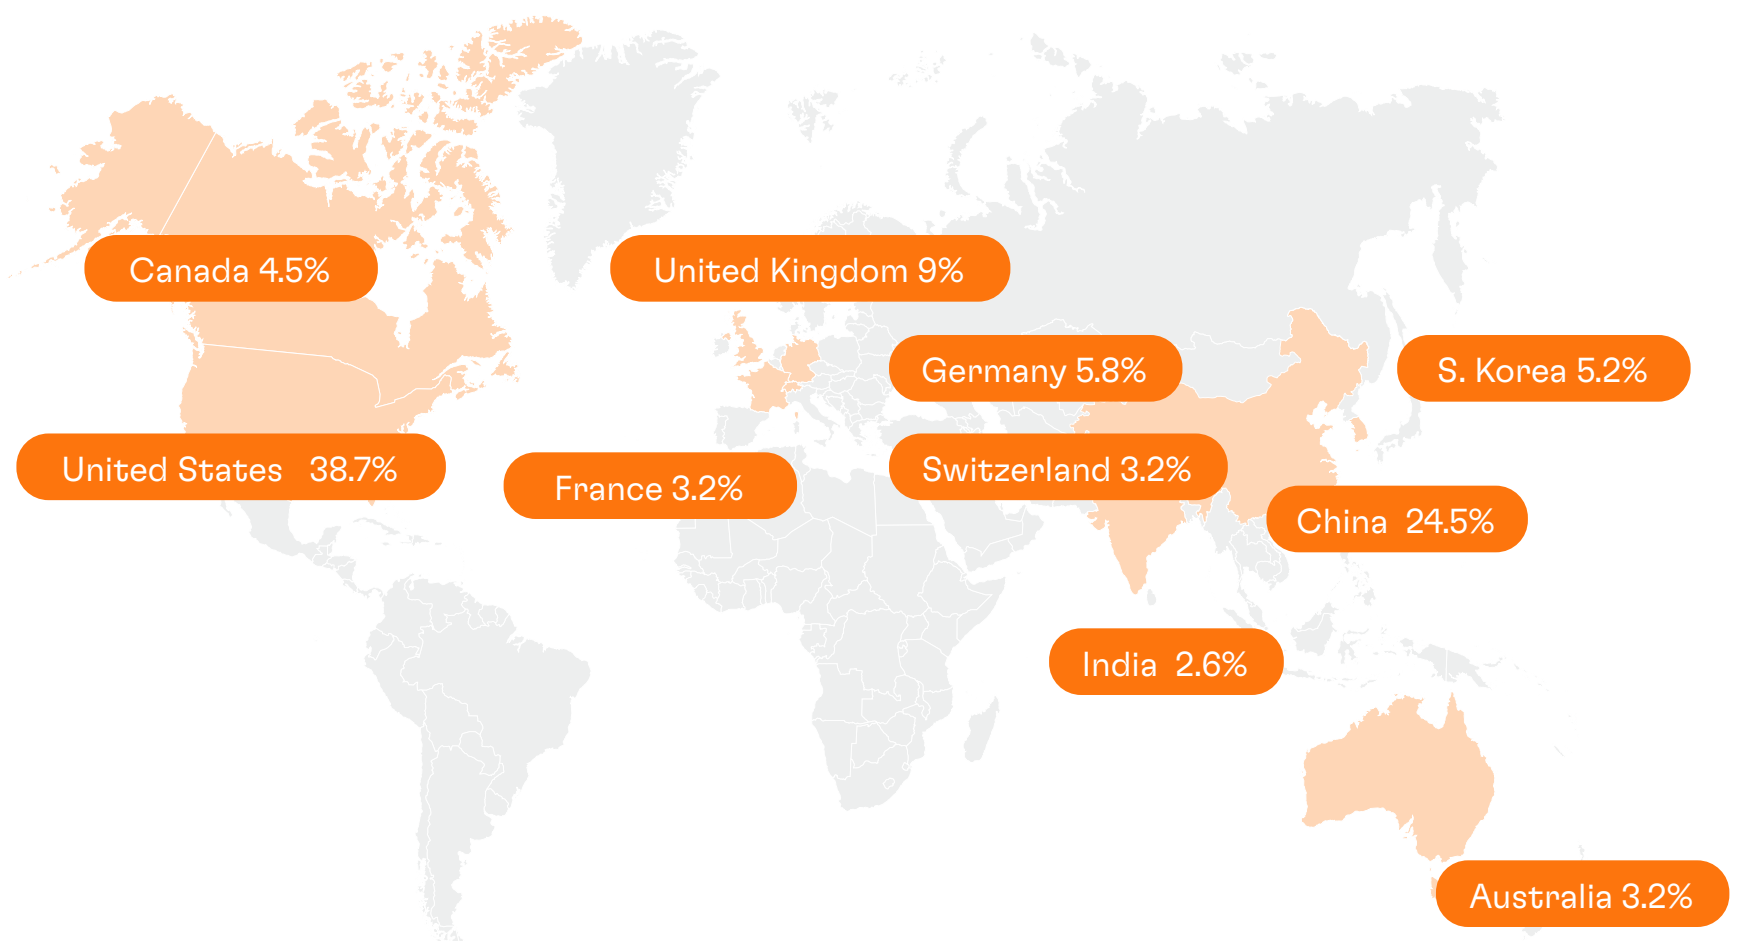 Canada 4.5%
United Kingdom 9%
Germany 5.8%
S. Korea 5.2%
United States 38.7%
France 3.2%
Switzerland 3.2%
China 24.5%
India 2.6%
Australia 3.2%